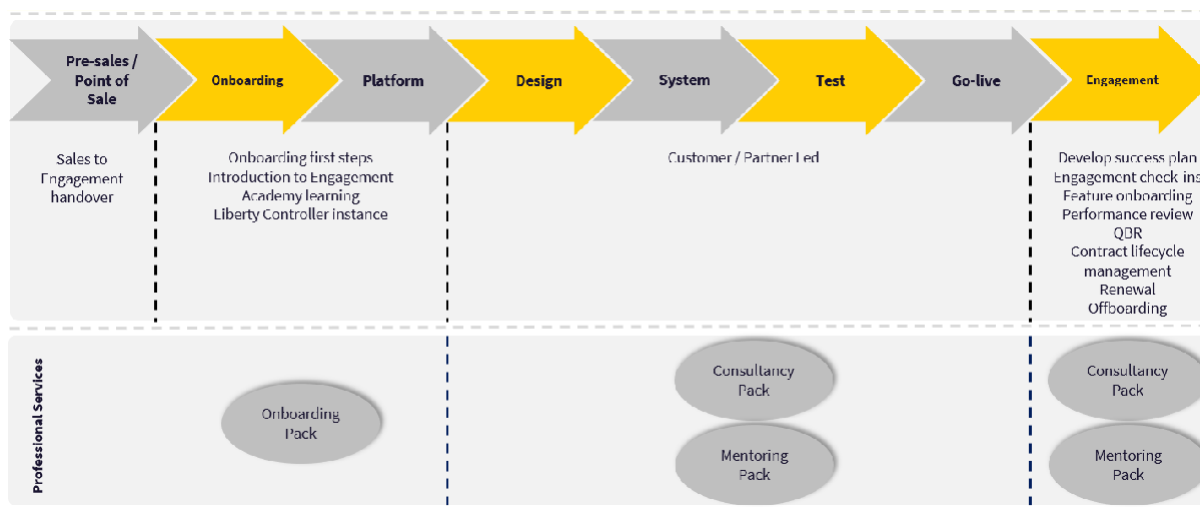 Pre-sales /
Point of
Sale
Onboarding
Platform
Design
System
Test
Go-live
Engagement
Sales to
Engagement
handover
Onboarding first steps
Introduction to Engagement
Academy learning
Liberty Controller instance
Customer / Partner Led
Develop success plan
Engagement check-ins
Feature onboarding
Performance review
QBR
Contract lifecycle
management
Renewal
Offboarding
Professional Services
Onboarding
Pack
Consultancy
Pack
Mentoring
Pack
Consultancy
Pack
Mentoring
Pack